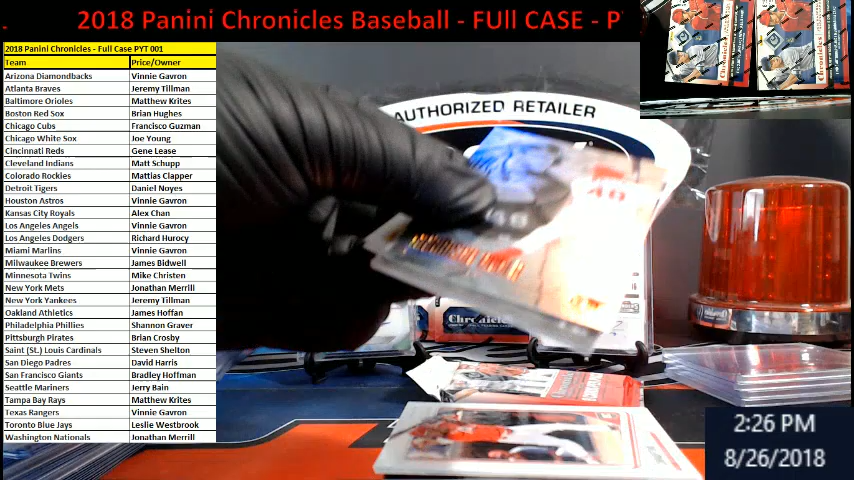 . 2018 Panini Chronicles Baseball - FUll CASE - P
2018 Panini Chronicles - Full Case PYT 001
Team Price/Owner
Arizona Diamondbacks Vinnie Gavron
Atlanta Braves Jeremy Tillman
Baltimore Orioles Matthew Krites
Boston Red Sox Brian Hughes
Chicago Cubs Francisco Guzman
Chicago White Sox Joe Young
Cincinnati Reds Gene Lease
Cleveland Indians Matt Schupp
Colorado Rockies Mattias Clapper
Detroit Tigers Daniel Noyes
Houston Astros Vinnie Gavron
Kansas City Royals Alex Chan
Los Angeles Angels Vinnie Gavron
Los Angeles Dodgers Richard Hurocy
Miami Marlins Vinnie Gavron
Milwaukee Brewers James Bidwell
Minnesota Twins Mike Christen
New York Mets Jonathan Merrill
New York Yankees Jeremy Tillman
Oakland Athletics James Hoffan
Philadelphia Phillies Shannon Graver
Pittsburgh Pirates Brian Crosby
Saint (St.) Louis Cardinals Steven Shelton
San Diego Padres David Harris
San Francisco Giants Bradley Hoffman
Seattle Mariners Jerry Bain
Tampa Bay Rays Matthew Krites
Texas Rangers Vinnie Gavron
Toronto Blue Jays Leslie Westbrook
Washington Nationals Jonathan Merrill
AUTHORIZED RETAILER
Chronicles
2:26 PM
8/26/2018